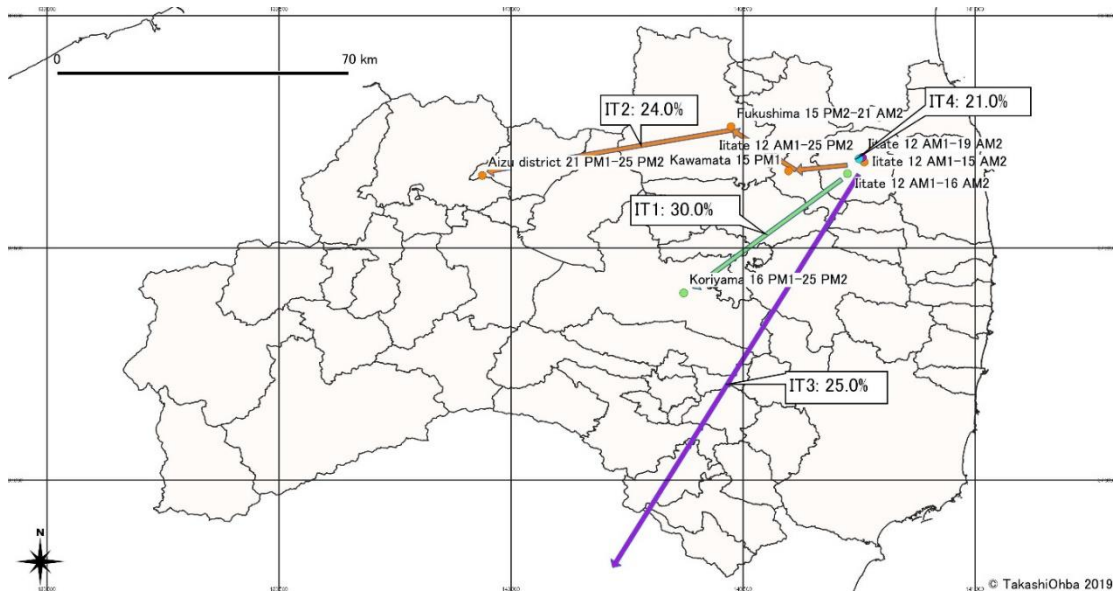 0 70 km
IT4: 21.0%
IT2: 24.0%
Fukushima 15 PM2-21 AM2
Iitate 12 AM1-25 PM2
Iitate 12 AM1-19 AM2
Aizu district 21 PM1-25 PM2
Kawamata 15 PM1
Iitate 12 AM1-15 AM2
Iitate 12 AM1-16 AM2
IT1: 30.0%
Koriyama 16 PM1-25 PM2
IT3: 25.0%
N
© TakashiOhba 2019